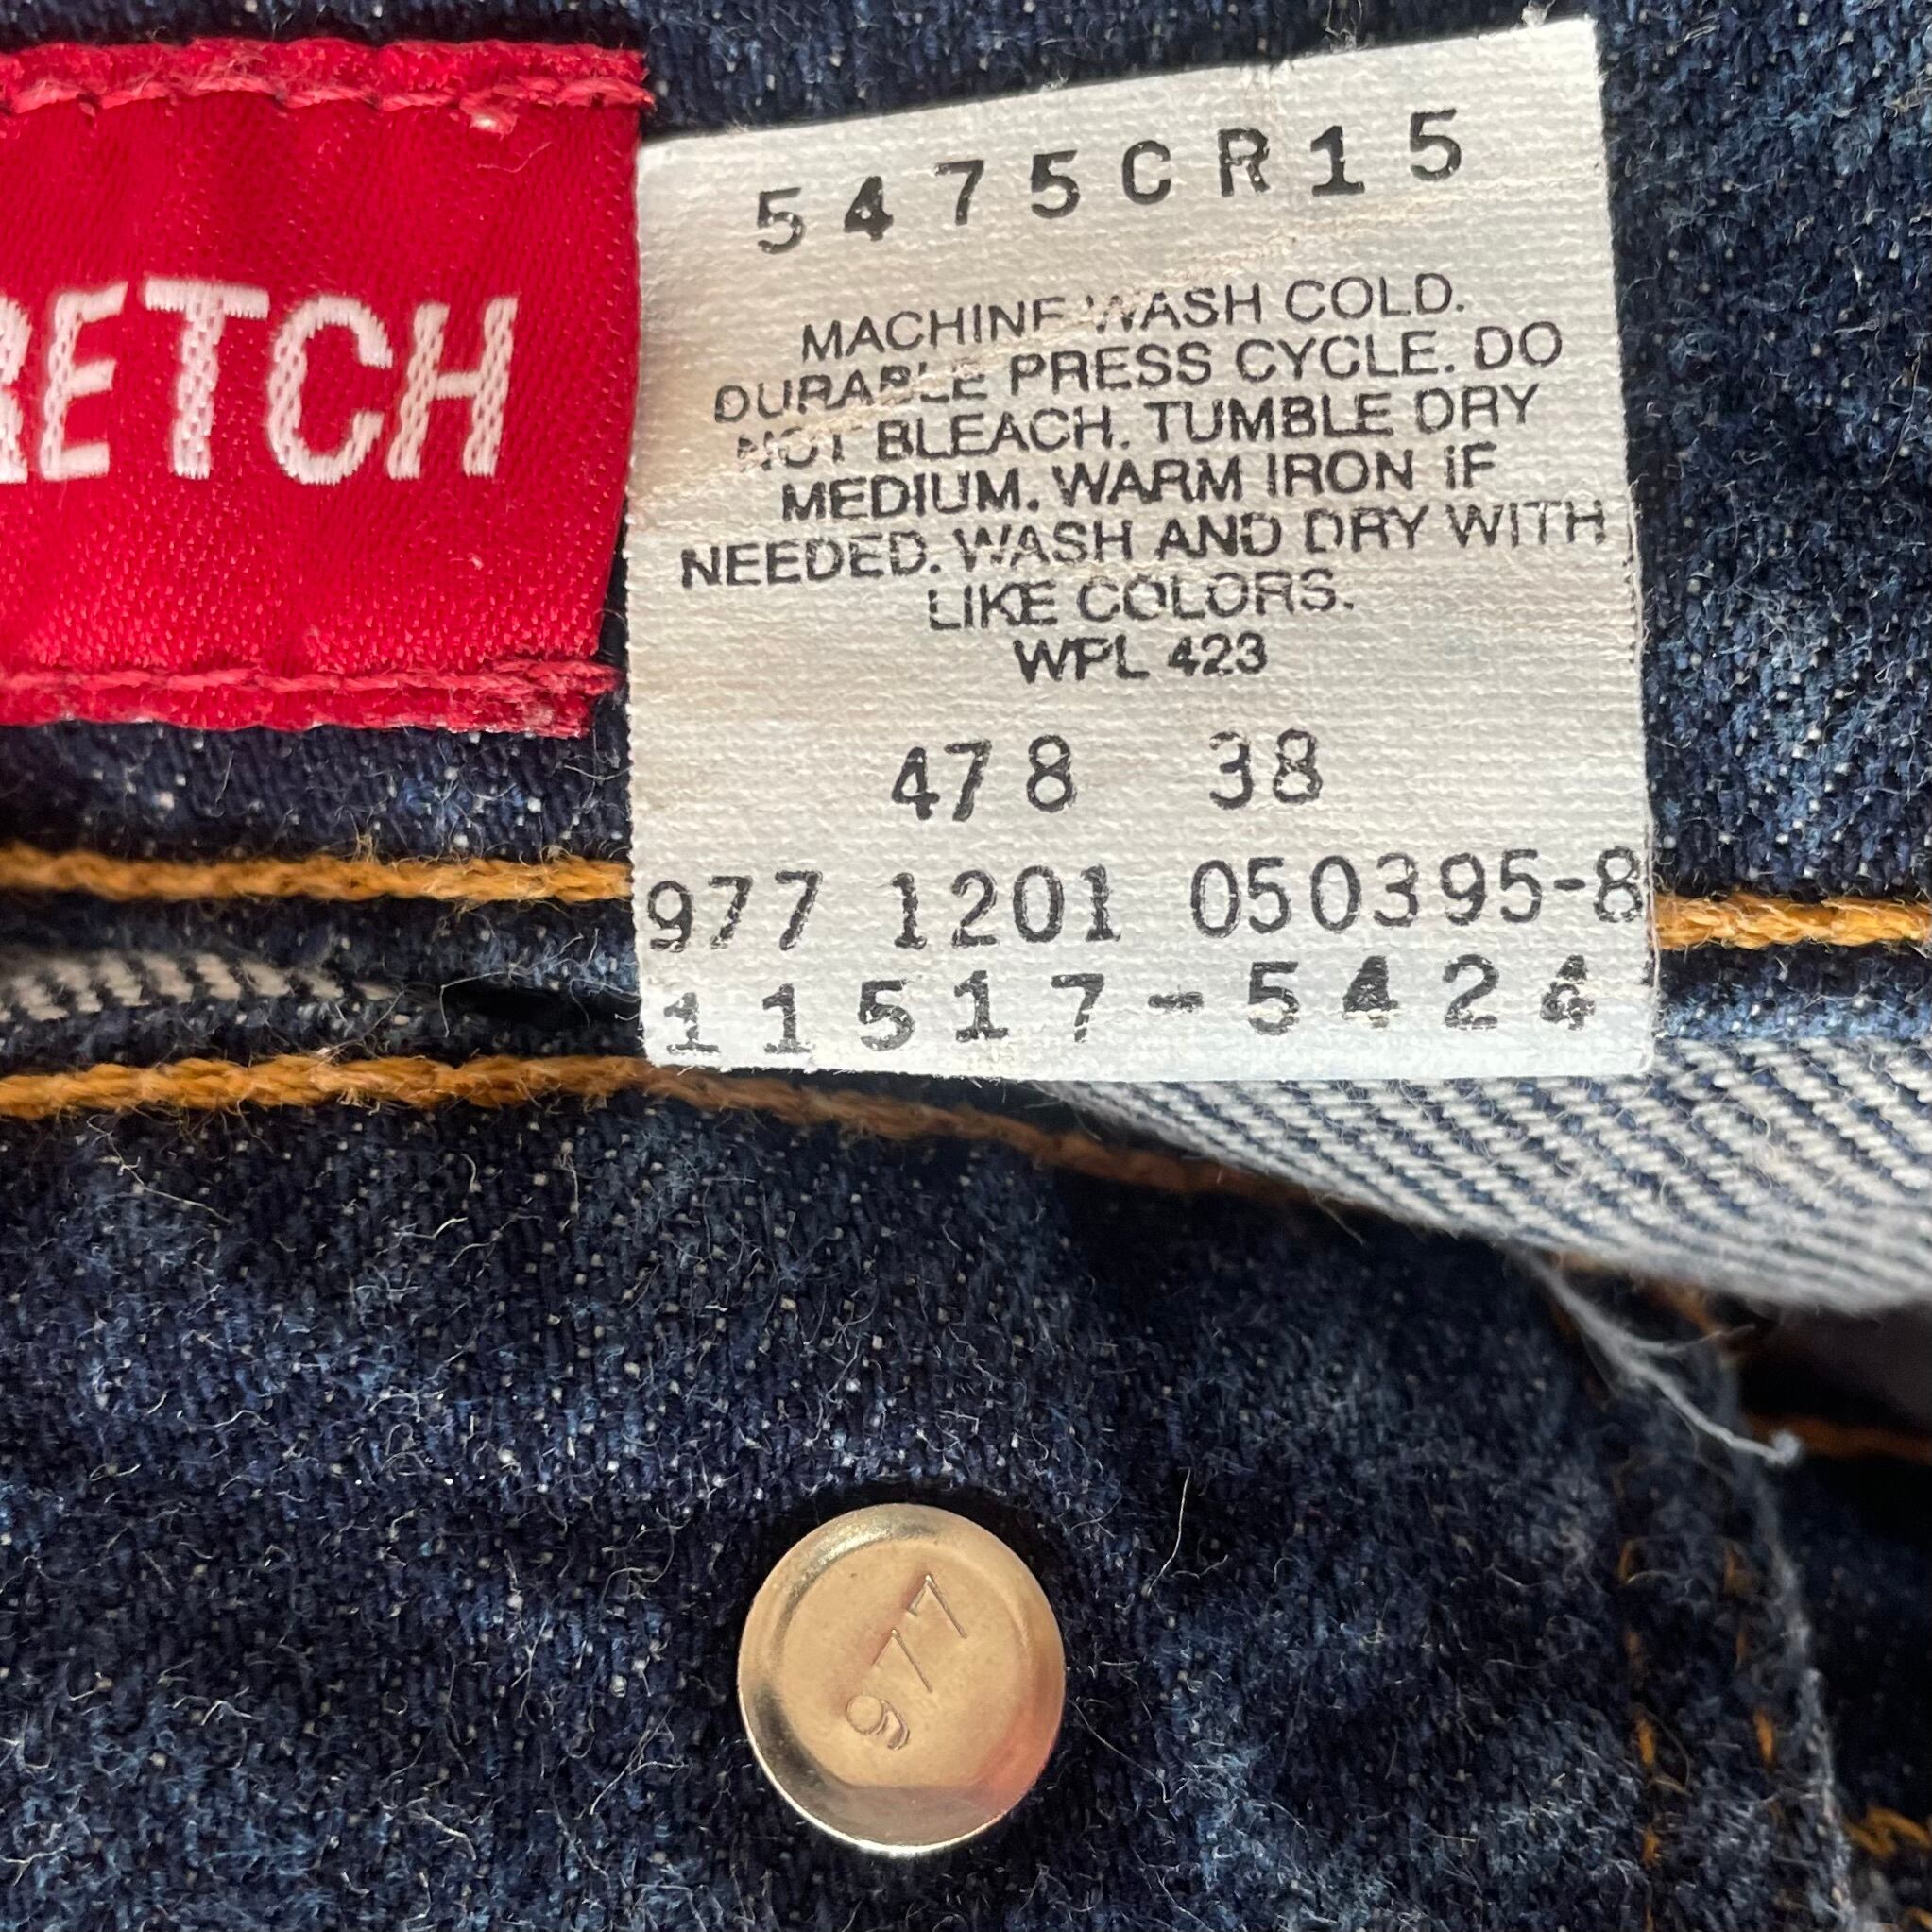 RETCH
5475CR15
MACHINE WASH COLD.
DURABLE PRESS CYCLE. DO
NOT BLEACH. TUMBLE DRY
MEDIUM. WARM IRON IF
NEEDED. WASH AND DRY WITH
LIKE COLORS.
WPL 423
478 38
977 1201 050395-8
11517-5424
977